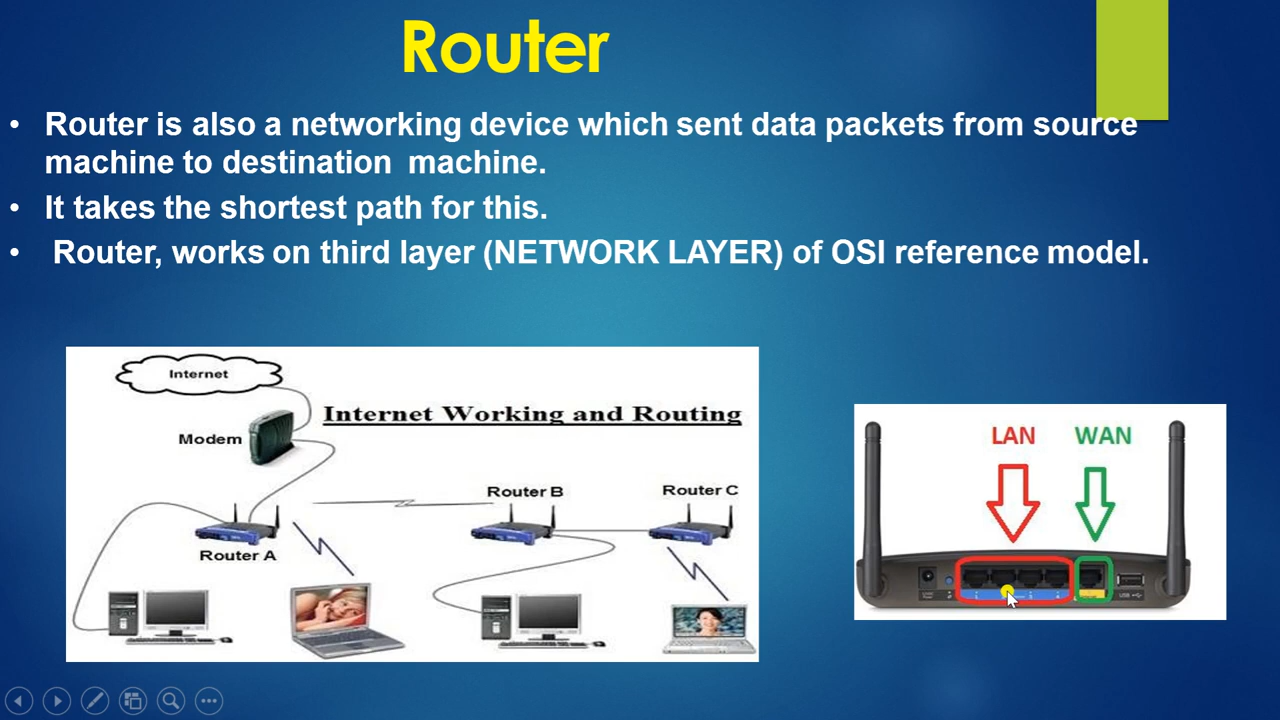 Router
• Router is also a networking device which sent data packets from source
machine to destination machine.
• It takes the shortest path for this.
• Router, works on third layer (NETWORK LAYER) of OSI reference model.
Internet
Internet Working and Routing
Modem
Router A
Router B
Router C
LAN
WAN
USB